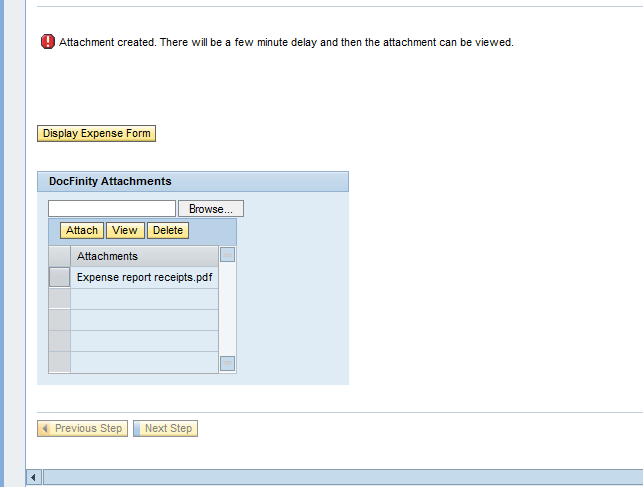 Attachment created. There will be a few minute delay and then the attachment can be viewed.
Display Expense Form
DocFinity Attachments
Browse...
Attach View Delete
Attachments
Expense report receipts.pdf
Previous Step Next Step